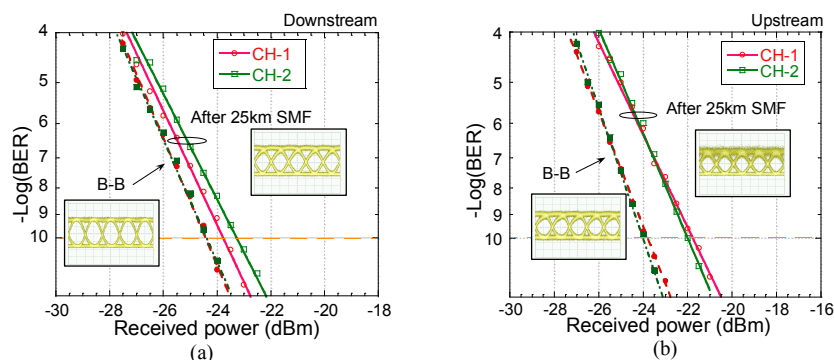 Downstream
4
5
6
7
8
9
10
-Log(BER)
CH-1
CH-2
After 25km SMF
B-B
-30 -28 -26 -24 -22 -20 -18
Received power (dBm)
(a)
Upstream
4
5
6
7
8
9
10
-Log(BER)
CH-1
CH-2
After 25km SMF
B-B
-30 -28 -26 -24 -22 -20 -18 -16
Received power (dBm)
(b)